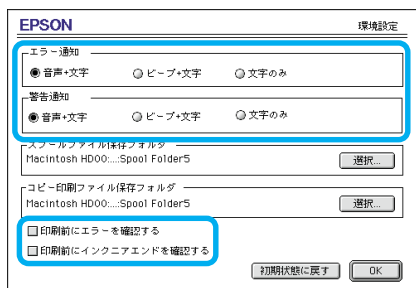 EPSON
環境設定
エラー通知
音声+文字 ビープ+文字 文字のみ
警告通知
音声+文字 ビープ+文字 文字のみ
スプールファイル保存フォルダ
Macintosh HD00:...:Spool Folder5
選択...
コピー印刷ファイル保存フォルダ
Macintosh HD00:...:Spool Folder5
選択...
印刷前にエラーを確認する
印刷前にインクニアエンドを確認する
初期状態に戻す OK